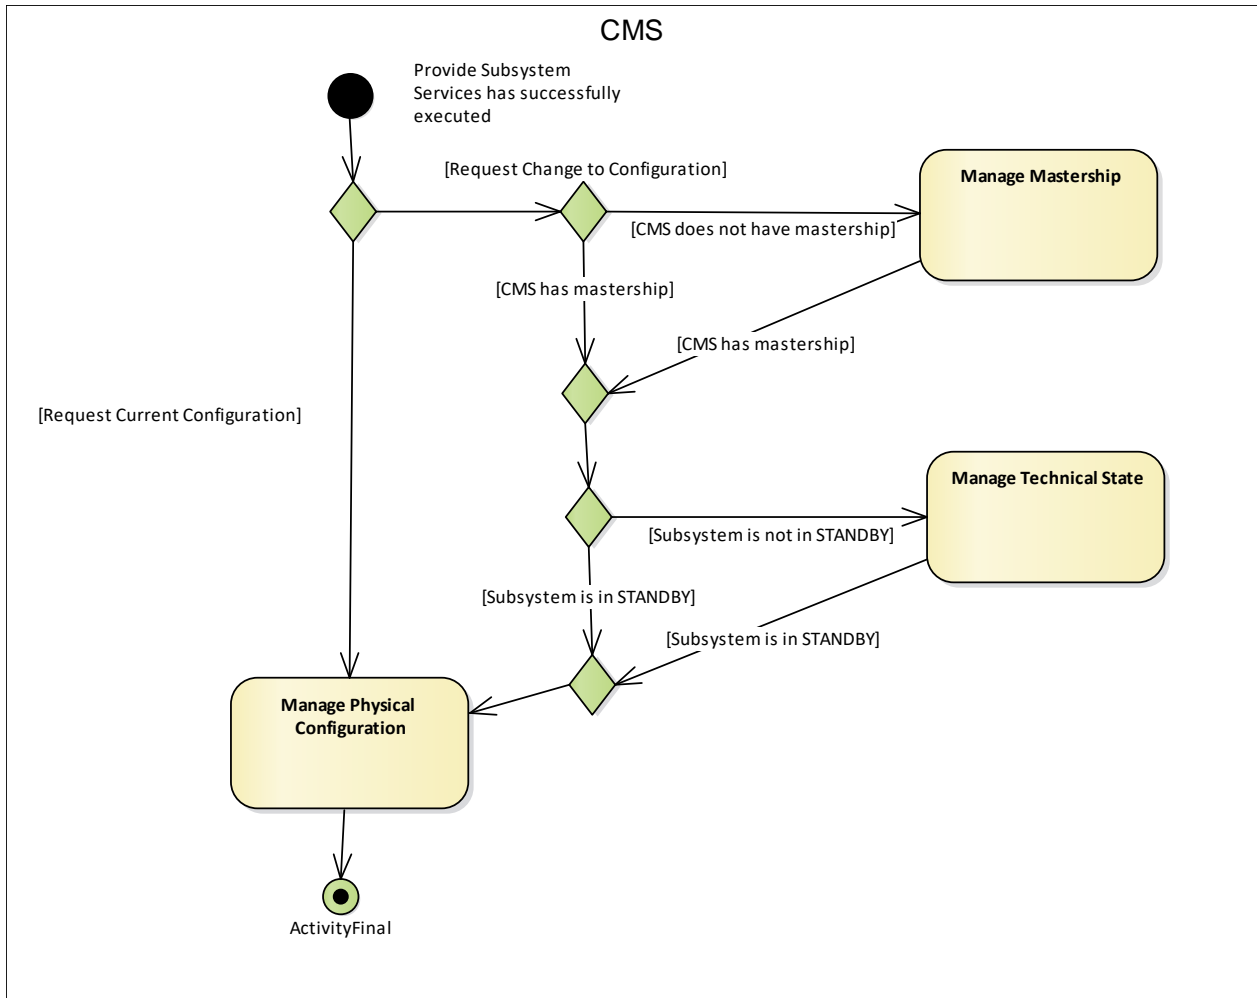 CMS
Provide Subsystem
Services has successfully
executed
[Request Change to Configuration]
Manage Mastership
[CMS does not have mastership]
[CMS has mastership]
[CMS has mastership]
[Request Current Configuration]
Manage Technical State
[Subsystem is not in STANDBY]
[Subsystem is in STANDBY]
[Subsystem is in STANDBY]
Manage Physical
Configuration
ActivityFinal